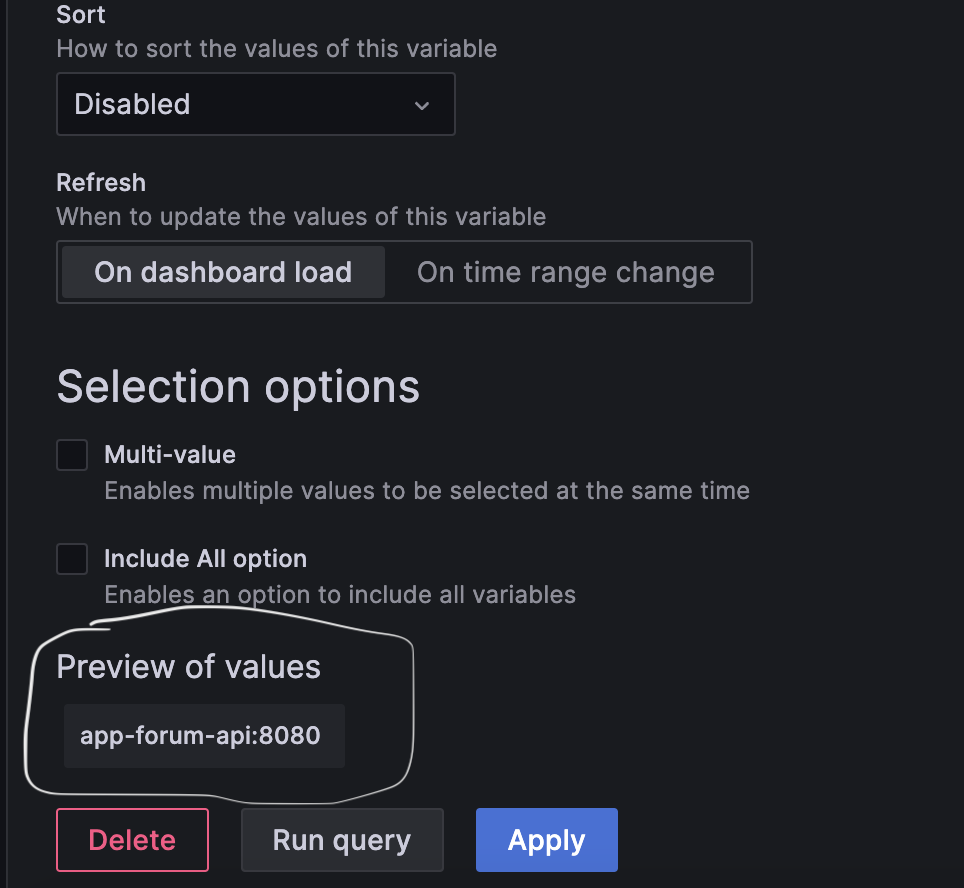 Sort
How to sort the values of this variable
Disabled
Refresh
When to update the values of this variable
On dashboard load On time range change
Selection options
Multi-value
Enables multiple values to be selected at the same time
Include All option
Enables an option to include all variables
Preview of values
app-forum-api:8080
Delete Run query Apply